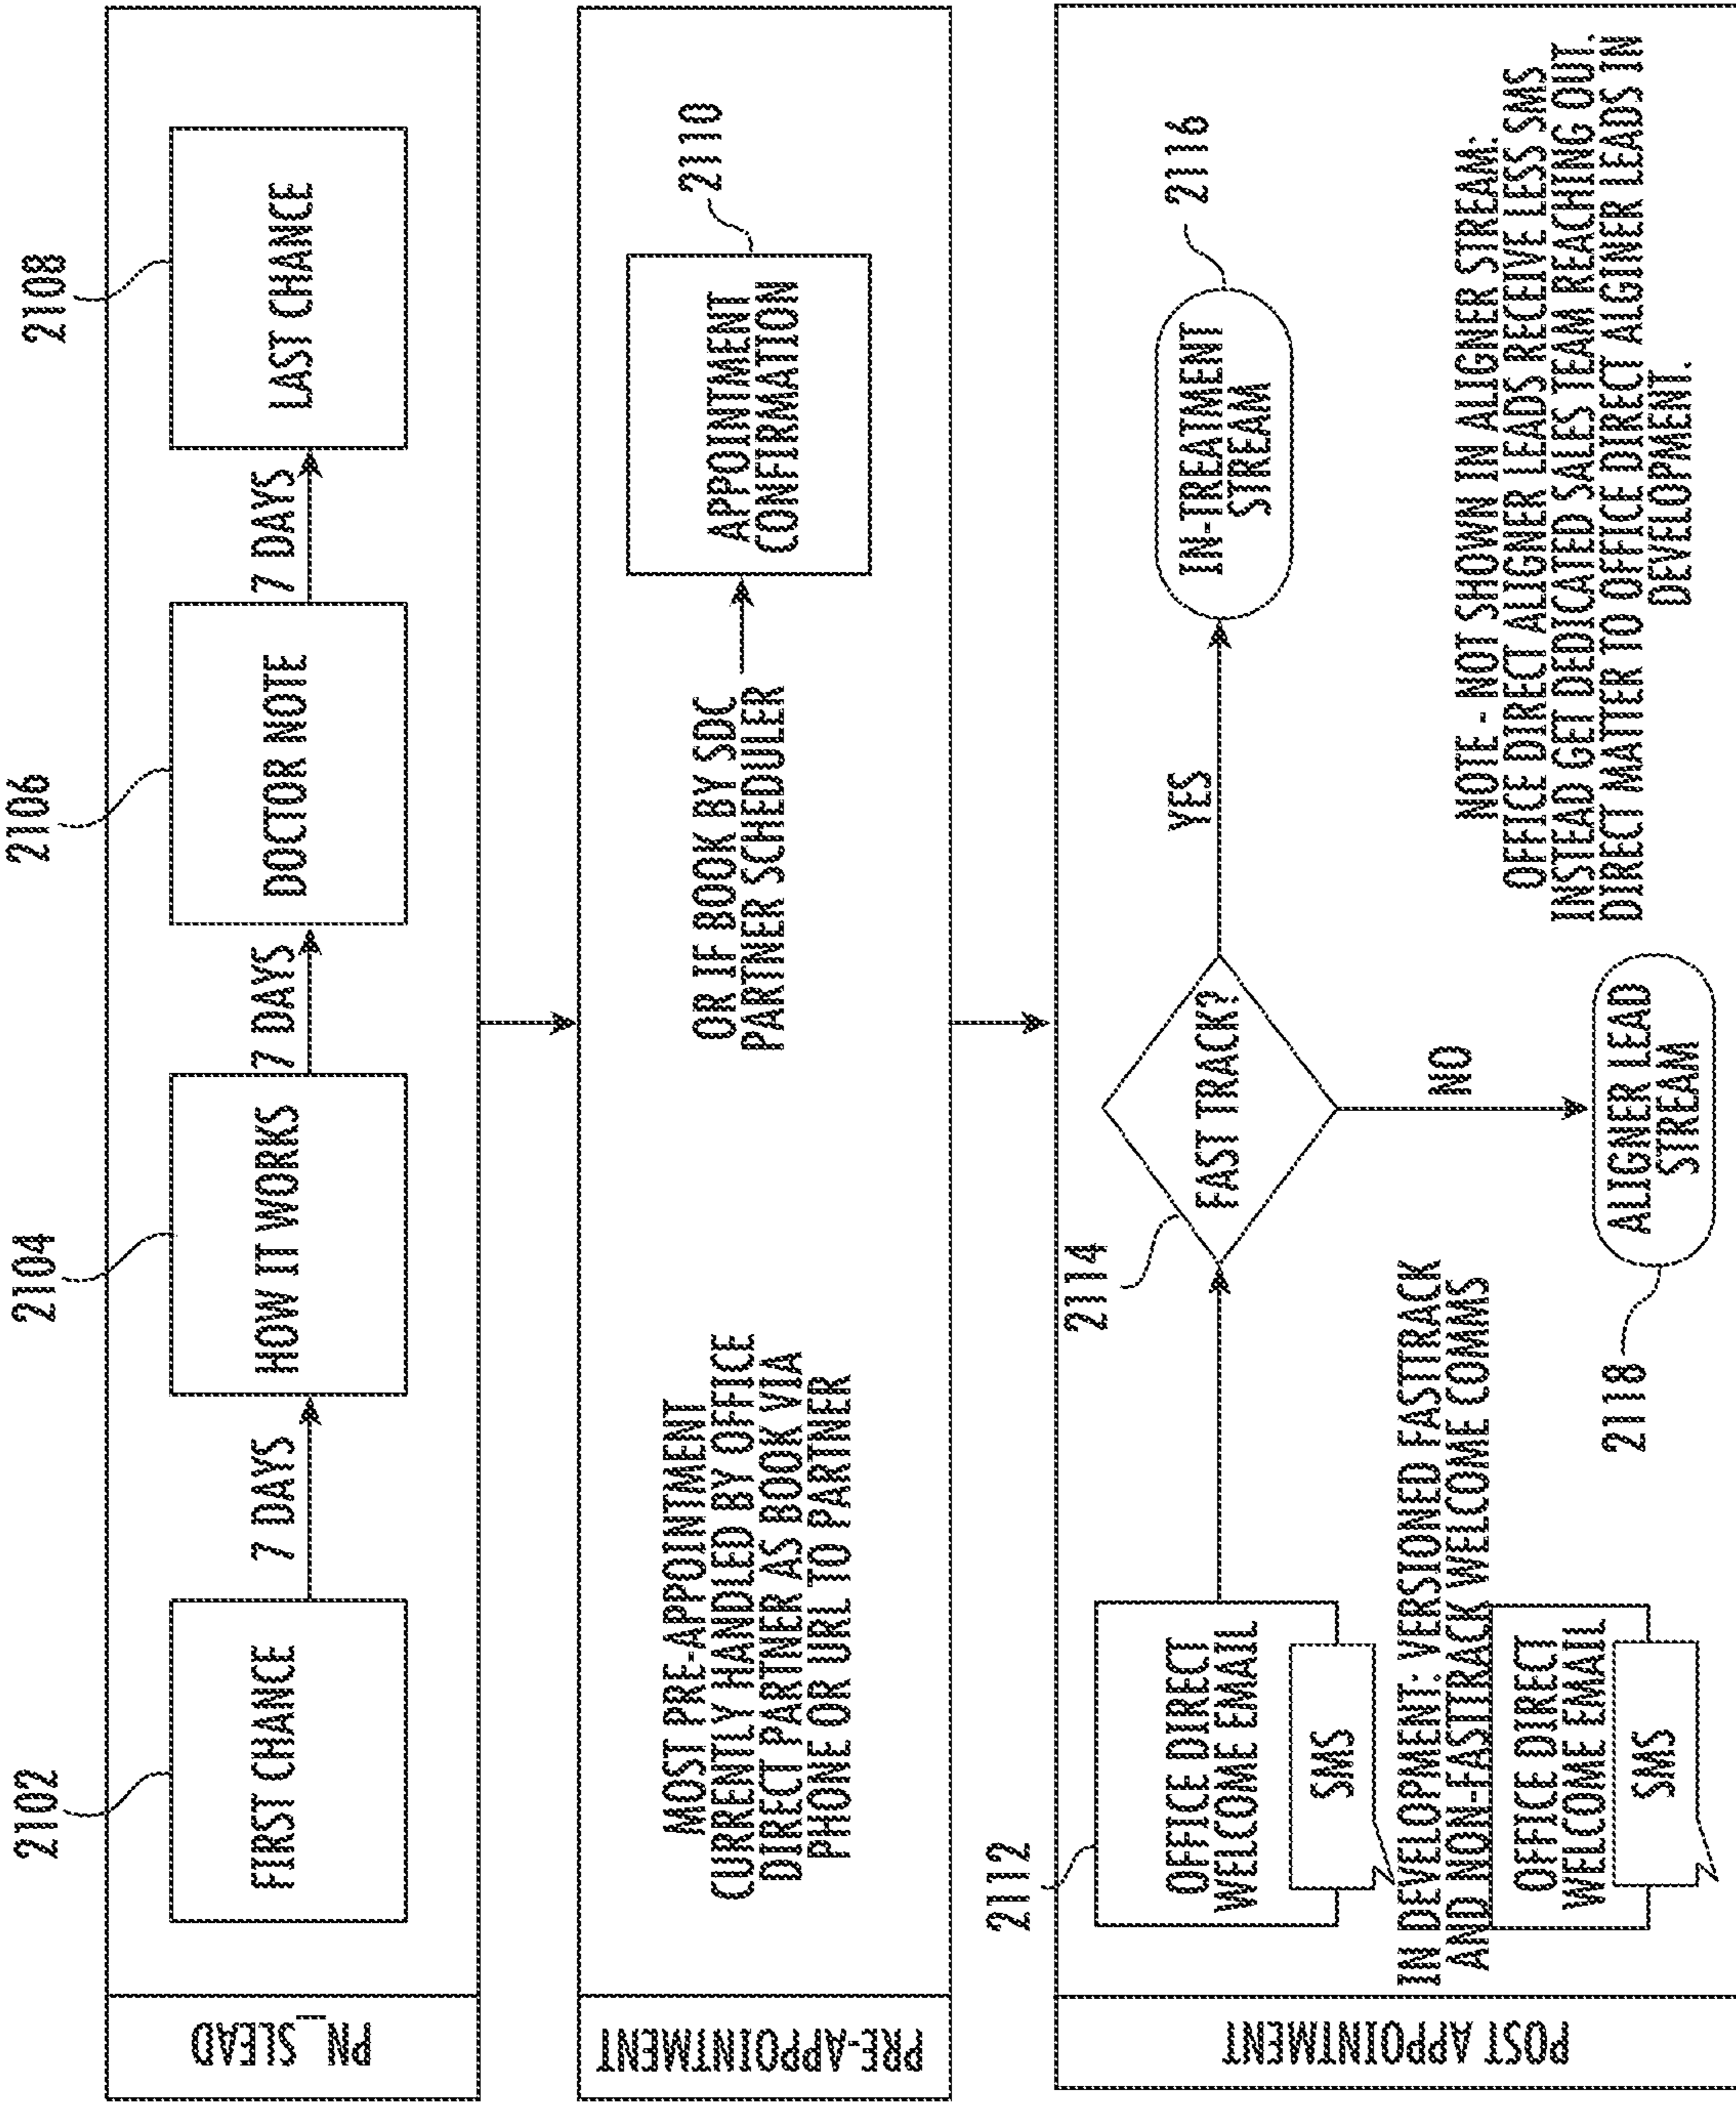 2102
2104
2106
2108
PN_SLEAD
FIRST CHANCE
7 DAYS
HOW IT WORKS
7 DAYS
DOCTOR NOTE
7 DAYS
LAST CHANCE
PRE-APPOINTMENT
MOST PRE-APPOINTMENT
CURRENTLY HANDLED BY OFFICE
DIRECT PARTNER AS BOOK VIA
PHONE OR URL TO PARTNER
OR IF BOOK BY SDC
PARTNER SCHEDULER
APPOINTMENT
CONFIRMATION
2110
POST APPOINTMENT
2112
OFFICE DIRECT
WELCOME EMAIL
SMS
2114
FAST TRACK?
YES
IN-TREATMENT
STREAM
2116
IN DEVELOPMENT: VERSIONED FASTTRACK
AND NON-FASTTRACK WELCOME COMMS
OFFICE DIRECT
WELCOME EMAIL
SMS
NO
ALIGNER LEAD
STREAM
2118
NOTE - NOT SHOWN IN ALIGNER STREAM:
OFFICE DIRECT ALIGNER LEADS RECEIVE LESS SMS
INSTEAD GET DEDICATED SALES TEAM REACHING OUT.
DIRECT MATTER TO OFFICE DIRECT ALIGNER LEADS IN
DEVELOPMENT.